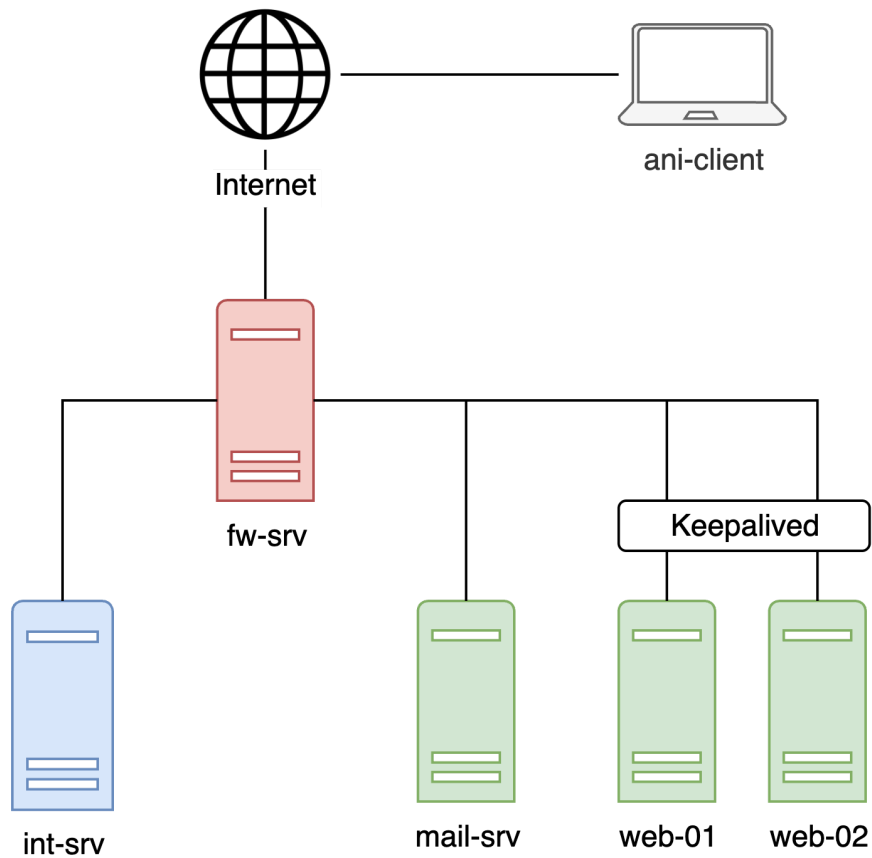 ani-client
Internet
fw-srv
Keepalived
int-srv
mail-srv
web-01
web-02